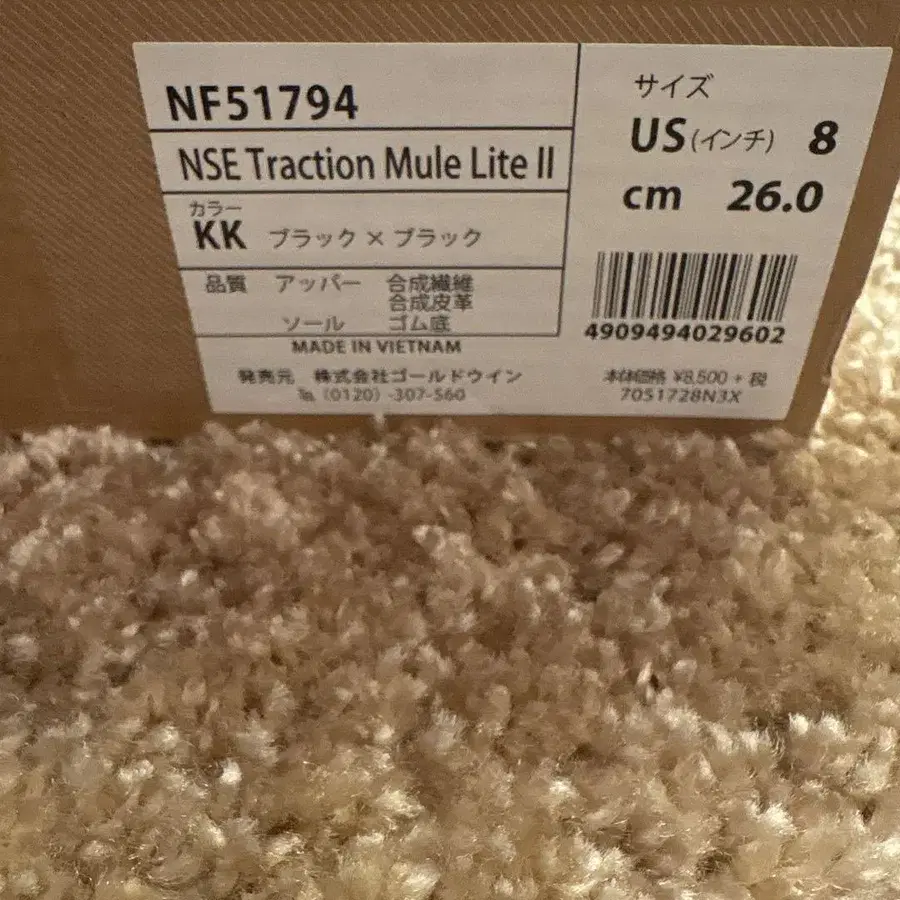 NF51794
NSE Traction Mule Lite II
カラー
KK ブラック × ブラック
品質 アッパー 合成繊維
合成皮革
ソール ゴム底
MADE IN VIETNAM
発売元 株式会社ゴールドウイン
℡ (0120) -307-560
サイズ
US (インチ) 8
cm 26.0
4909494029602
本体価格 ¥8,500 + 税
7051728N3X